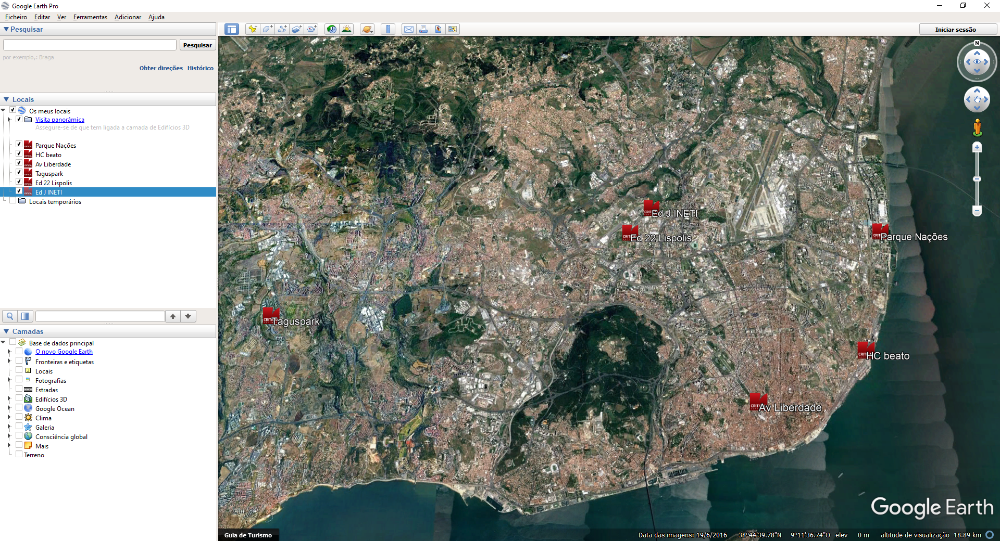 Google Earth Pro
Ficheiro Editar Ver Ferramentas Adicionar Ajuda
Pesquisar
Pesquisar
por exemplo,: Braga
Obter direções Histórico
Locais
Os meus locais
Visita panorâmica
Assegure-se de que tem ligada a camada de Edifícios 3D
Parque Nações
HC beato
Av Liberdade
Taguspark
Ed 22 Lispolis
Ed J INETI
Locais temporários
Camadas
Base de dados principal
O novo Google Earth
Fronteiras e etiquetas
Locais
Fotografias
Estradas
Edifícios 3D
Google Ocean
Clima
Galeria
Consciência global
Mais
Terreno
Iniciar sessão
N
Ed J INETI
Ed 22 Lispolis
Parque Nações
Taguspark
HC beato
Av Liberdade
Google Earth
Guia de Turismo
Data das imagens: 19/6/2016 38°44'39.78"N 9°11'36.74"O elev 0 m altitude de visualização 18.89 km